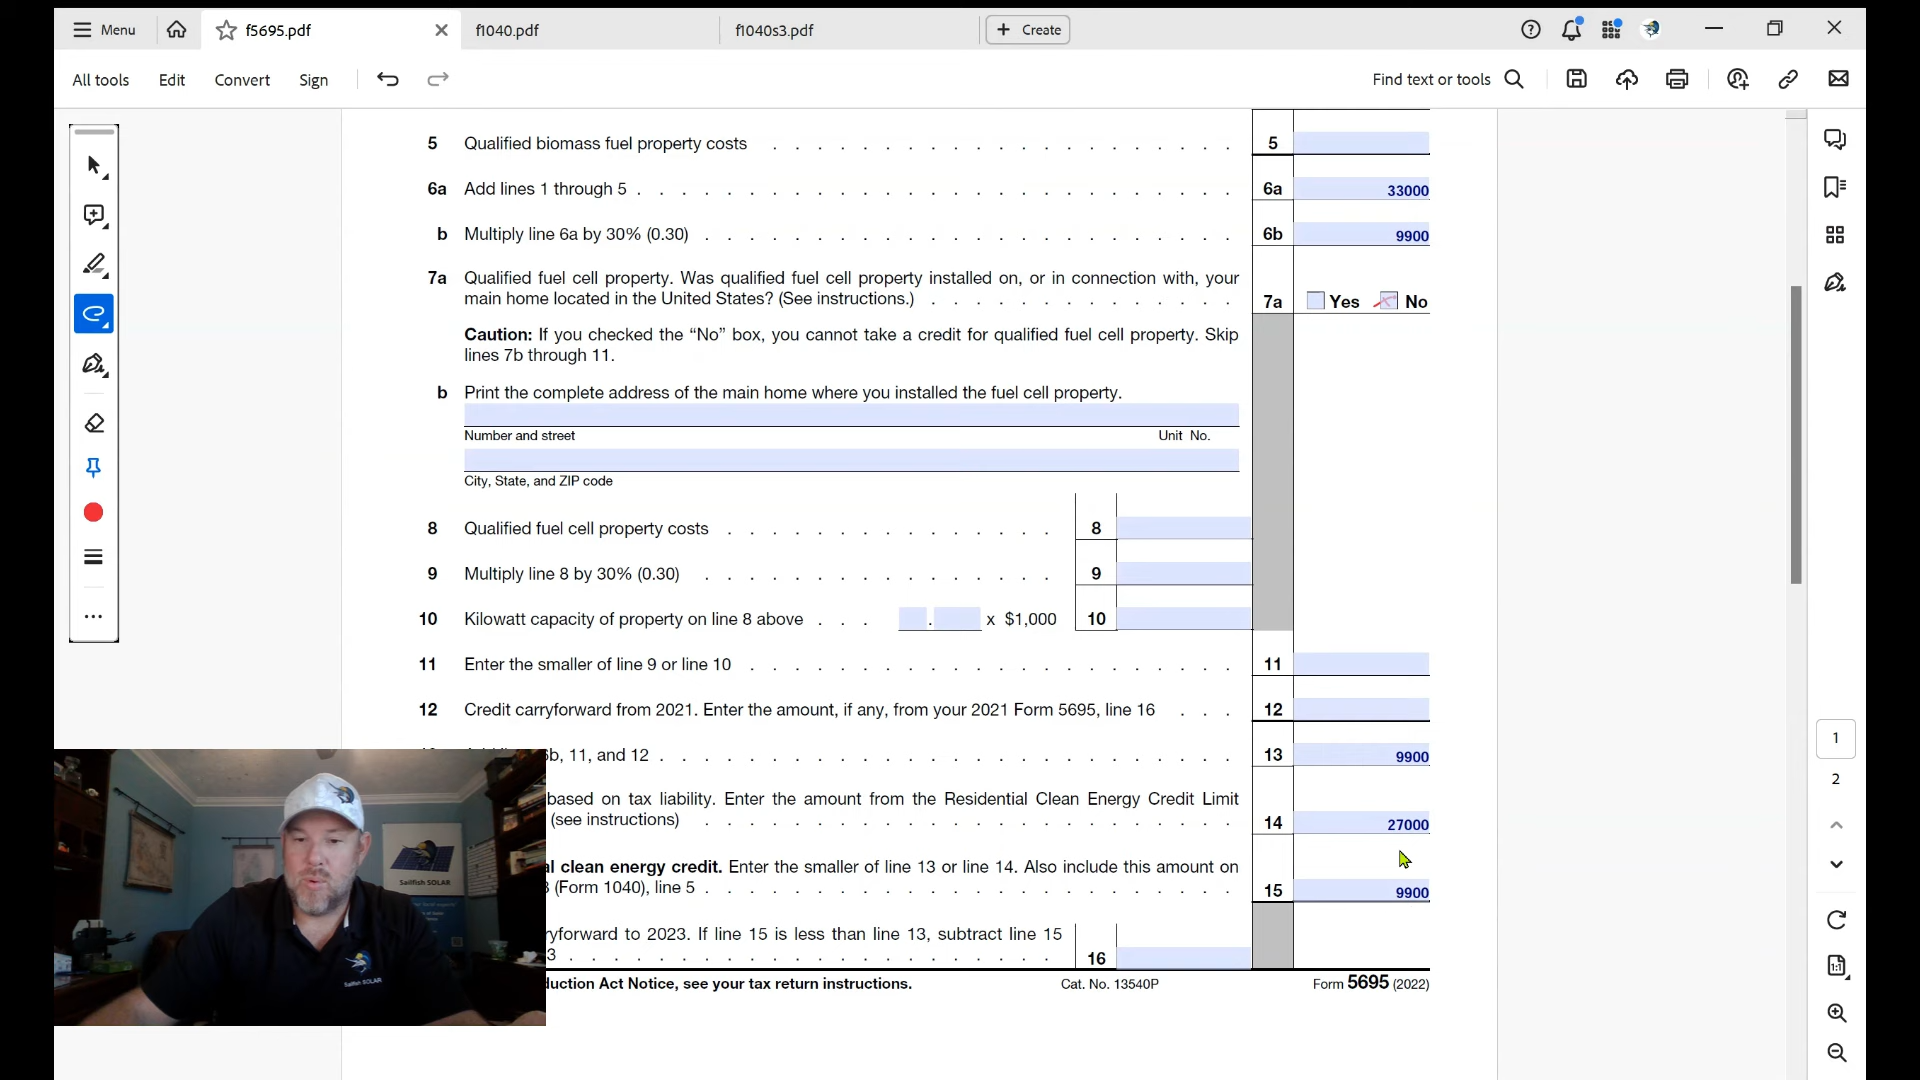 Menu
f5695.pdf
f1040.pdf
f1040s3.pdf
+ Create
All tools
Edit
Convert
Sign
Find text or tools
5 Qualified biomass fuel property costs . . . . . . . . . . . . . . . . . . . . 5
6a Add lines 1 through 5 . . . . . . . . . . . . . . . . . . . . . . . . . . 6a 33000
b Multiply line 6a by 30% (0.30) . . . . . . . . . . . . . . . . . . . . . . . 6b 9900
7a Qualified fuel cell property. Was qualified fuel cell property installed on, or in connection with, your
main home located in the United States? (See instructions.) . . . . . . . . . . . . . . 7a Yes No
Caution: If you checked the “No” box, you cannot take a credit for qualified fuel cell property. Skip
lines 7b through 11.
b Print the complete address of the main home where you installed the fuel cell property.
Number and street Unit No.
City, State, and ZIP code
8 Qualified fuel cell property costs . . . . . . . . . . . . . . . 8
9 Multiply line 8 by 30% (0.30) . . . . . . . . . . . . . . . . 9
10 Kilowatt capacity of property on line 8 above . . . . x $1,000 10
11 Enter the smaller of line 9 or line 10 . . . . . . . . . . . . . . . . . . . . . 11
12 Credit carryforward from 2021. Enter the amount, if any, from your 2021 Form 5695, line 16 . . . 12
6b, 11, and 12 . . . . . . . . . . . . . . . . . . . . . . . . . . 13 9900
based on tax liability. Enter the amount from the Residential Clean Energy Credit Limit
(see instructions) . . . . . . . . . . . . . . . . . . . . . . . 14 27000
al clean energy credit. Enter the smaller of line 13 or line 14. Also include this amount on
3 (Form 1040), line 5 . . . . . . . . . . . . . . . . . . . . . . . 15 9900
ryforward to 2023. If line 15 is less than line 13, subtract line 15
3 . . . . . . . . . . . . . . . . . . . . . 16
duction Act Notice, see your tax return instructions. Cat. No. 13540P Form 5695 (2022)
1
2
Sailfish SOLAR
Sailfish SOLAR